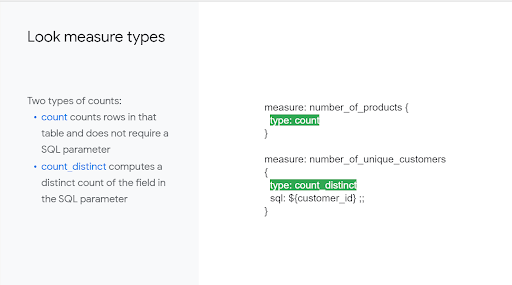 Look measure types
Two types of counts:
• count counts rows in that
table and does not require a
SQL parameter
• count_distinct computes a
distinct count of the field in
the SQL parameter
measure: number_of_products {
type: count
}
measure: number_of_unique_customers
{
type: count_distinct
sql: ${customer_id} ;;
}